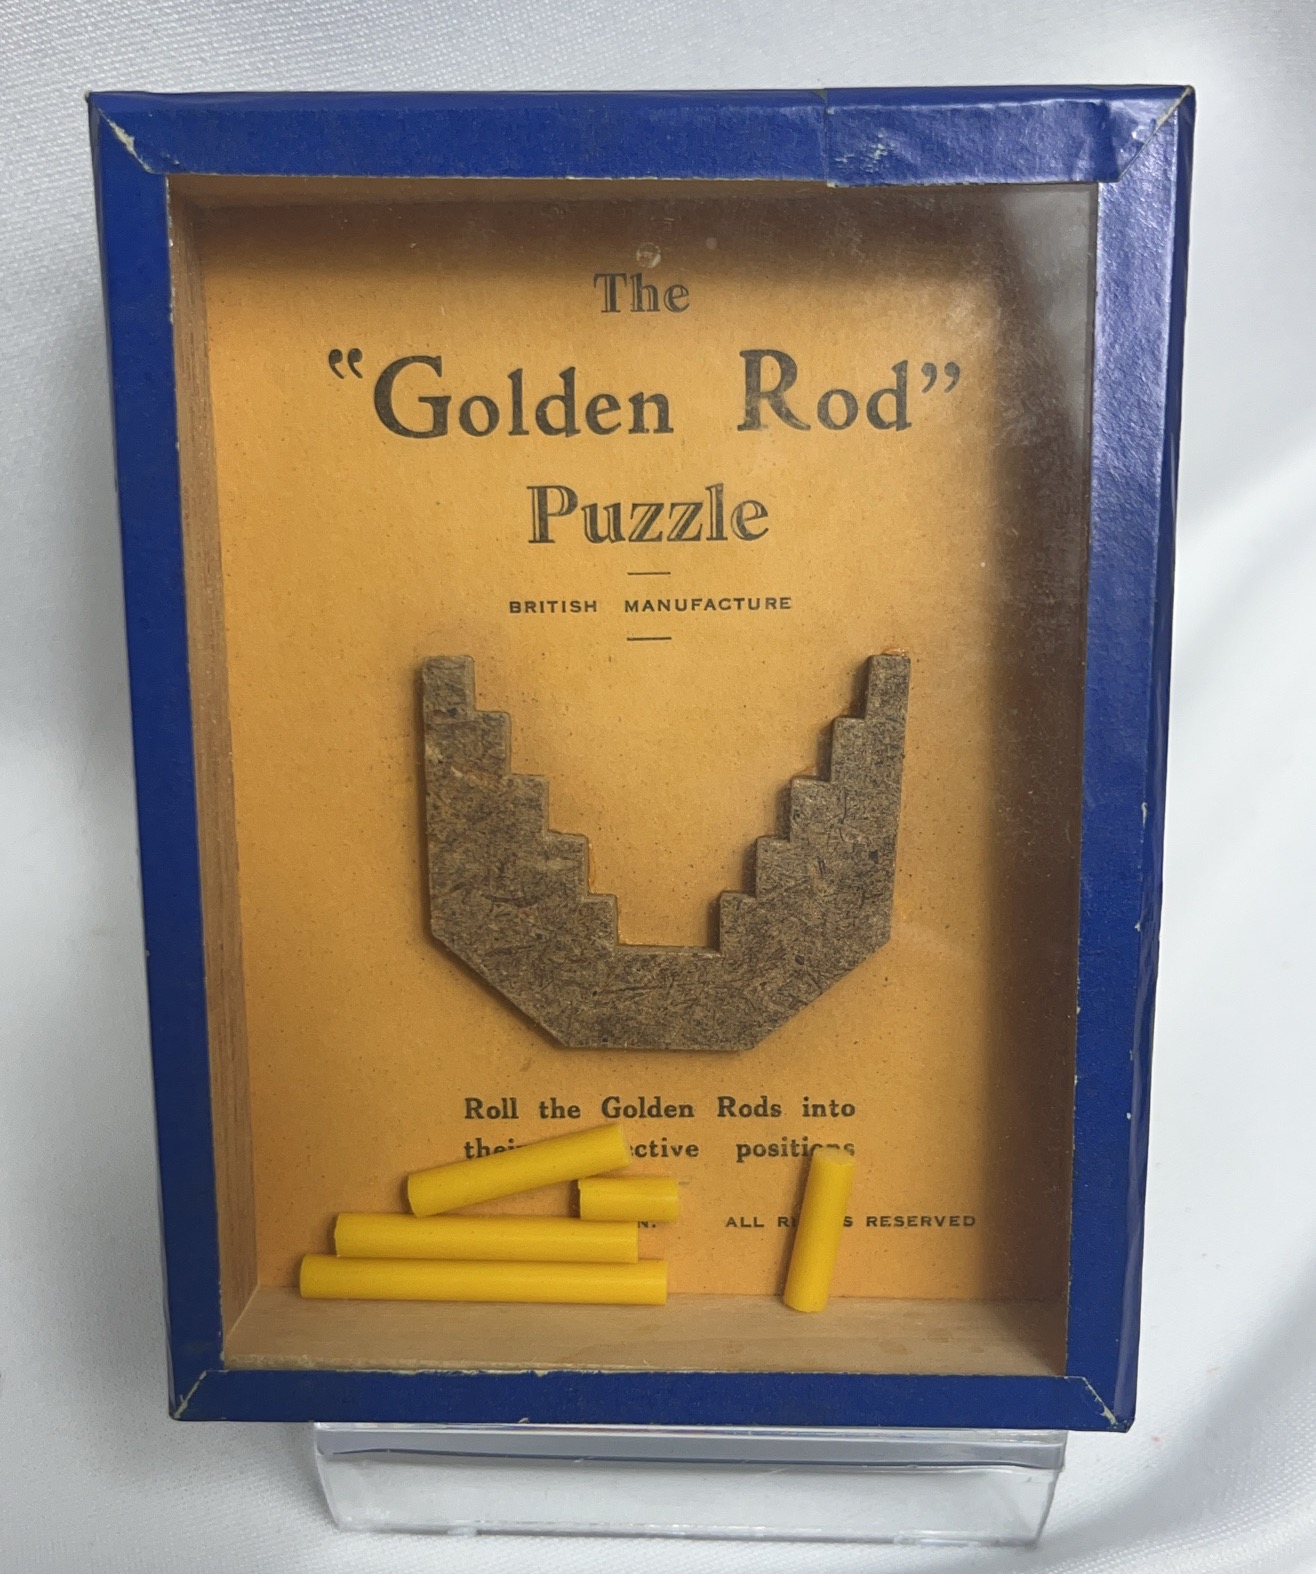 The
“Golden Rod”
Puzzle
BRITISH MANUFACTURE
Roll the Golden Rods into
positions
ALL RESERVED